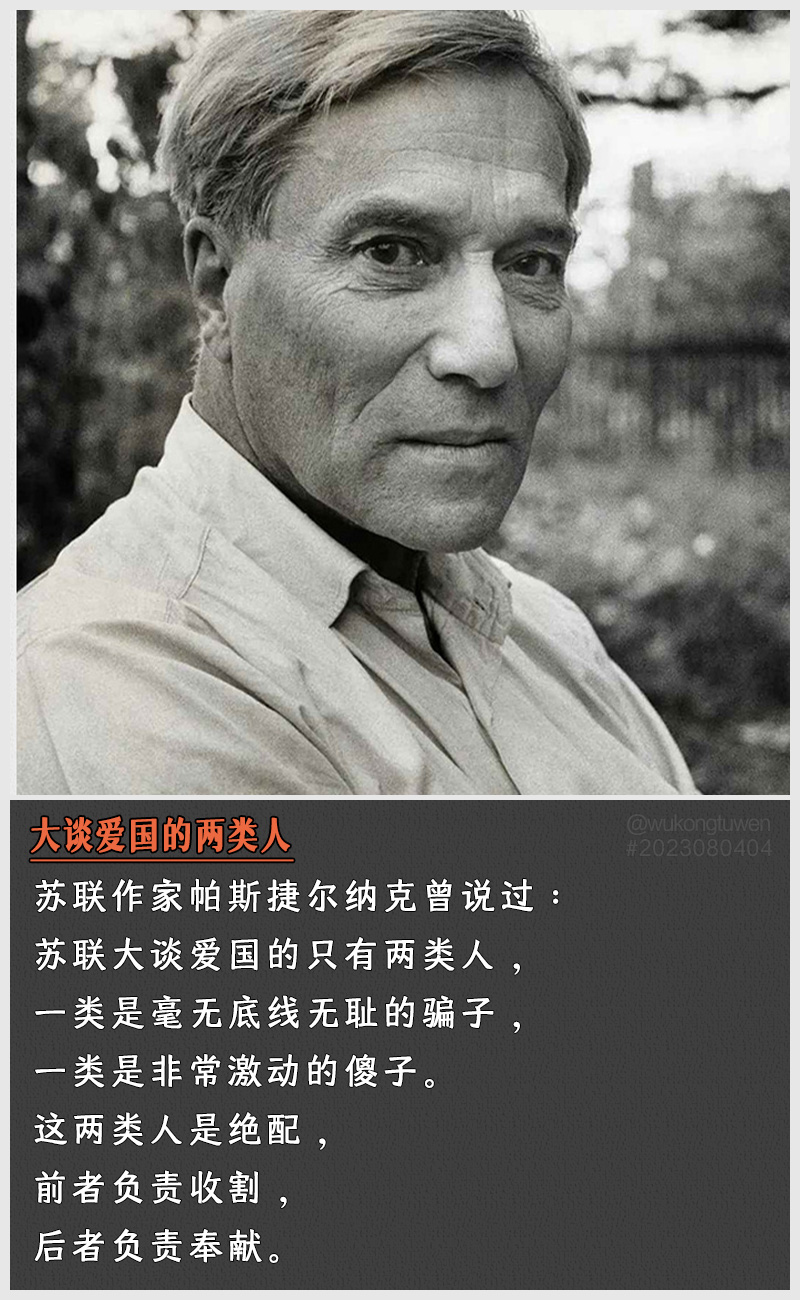 大谈爱国的两类人
@wukongtuwen
#2023080404
苏联作家帕斯捷尔纳克曾说过：
苏联大谈爱国的只有两类人，
一类是毫无底线无耻的骗子，
一类是非常激动的傻子。
这两类人是绝配，
前者负责收割，
后者负责奉献。